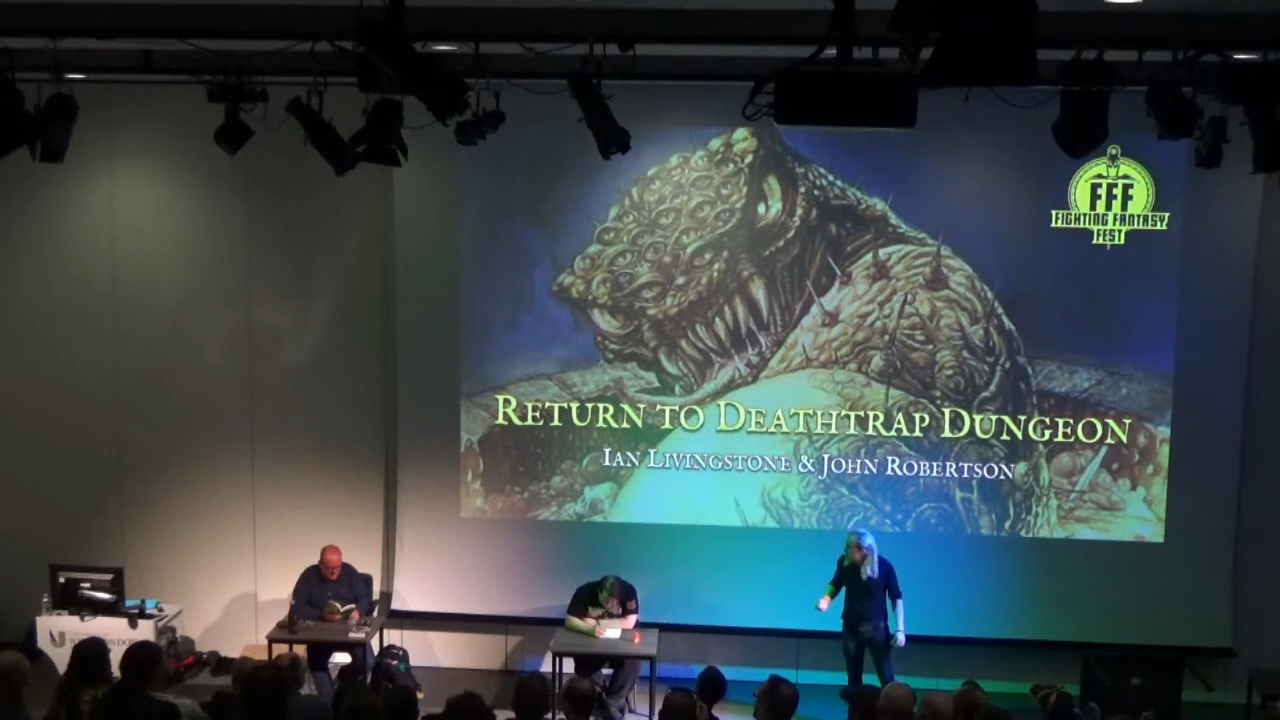 FFF
FIGHTING FANTASY
FEST
RETURN TO DEATHTRAP DUNGEON
IAN LIVINGSTONE & JOHN ROBERTSON